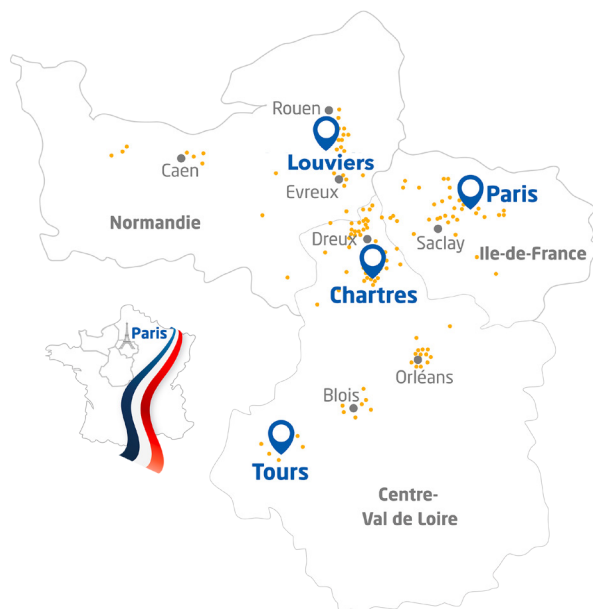 Rouen
Louviers
Caen
Evreux
Paris
Normandie
Dreux
Saclay
Ile-de-France
Chartres
Paris
Orléans
Blois
Tours
Centre-
Val de Loire